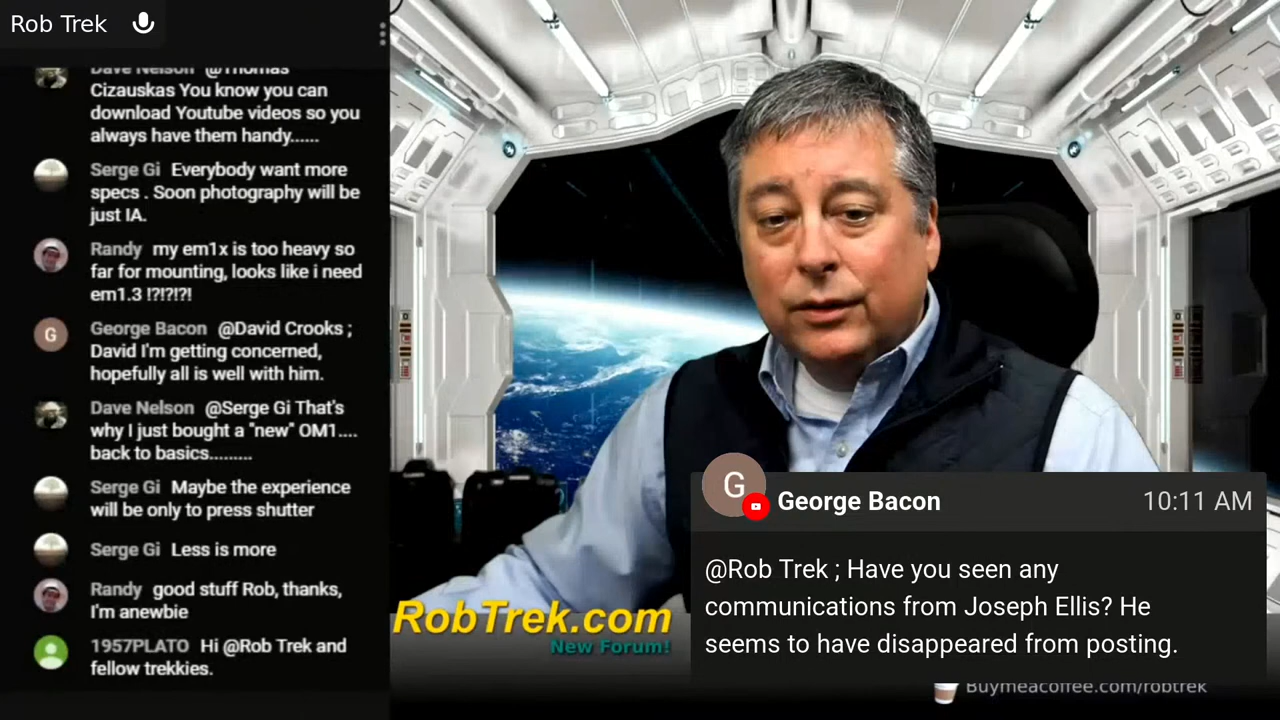 Rob Trek
Dave Nelson @Thomas
Cizauskas You know you can
download Youtube videos so you
always have them handy......
Serge Gi Everybody want more
specs . Soon photography will be
just IA.
Randy my em1x is too heavy so
far for mounting, looks like i need
em1.3 !?!?!?!
G
George Bacon @David Crooks ;
David I'm getting concerned,
hopefully all is well with him.
Dave Nelson @Serge Gi That's
why I just bought a "new" OM1....
back to basics.........
Serge Gi Maybe the experience
will be only to press shutter
Serge Gi Less is more
Randy good stuff Rob, thanks,
I'm anewbie
1957PLATO Hi @Rob Trek and
fellow trekkies.
RobTrek.com
New Forum!
G
George Bacon 10:11 AM
@Rob Trek ; Have you seen any
communications from Joseph Ellis? He
seems to have disappeared from posting.
Buymeacoffee.com/robtrek